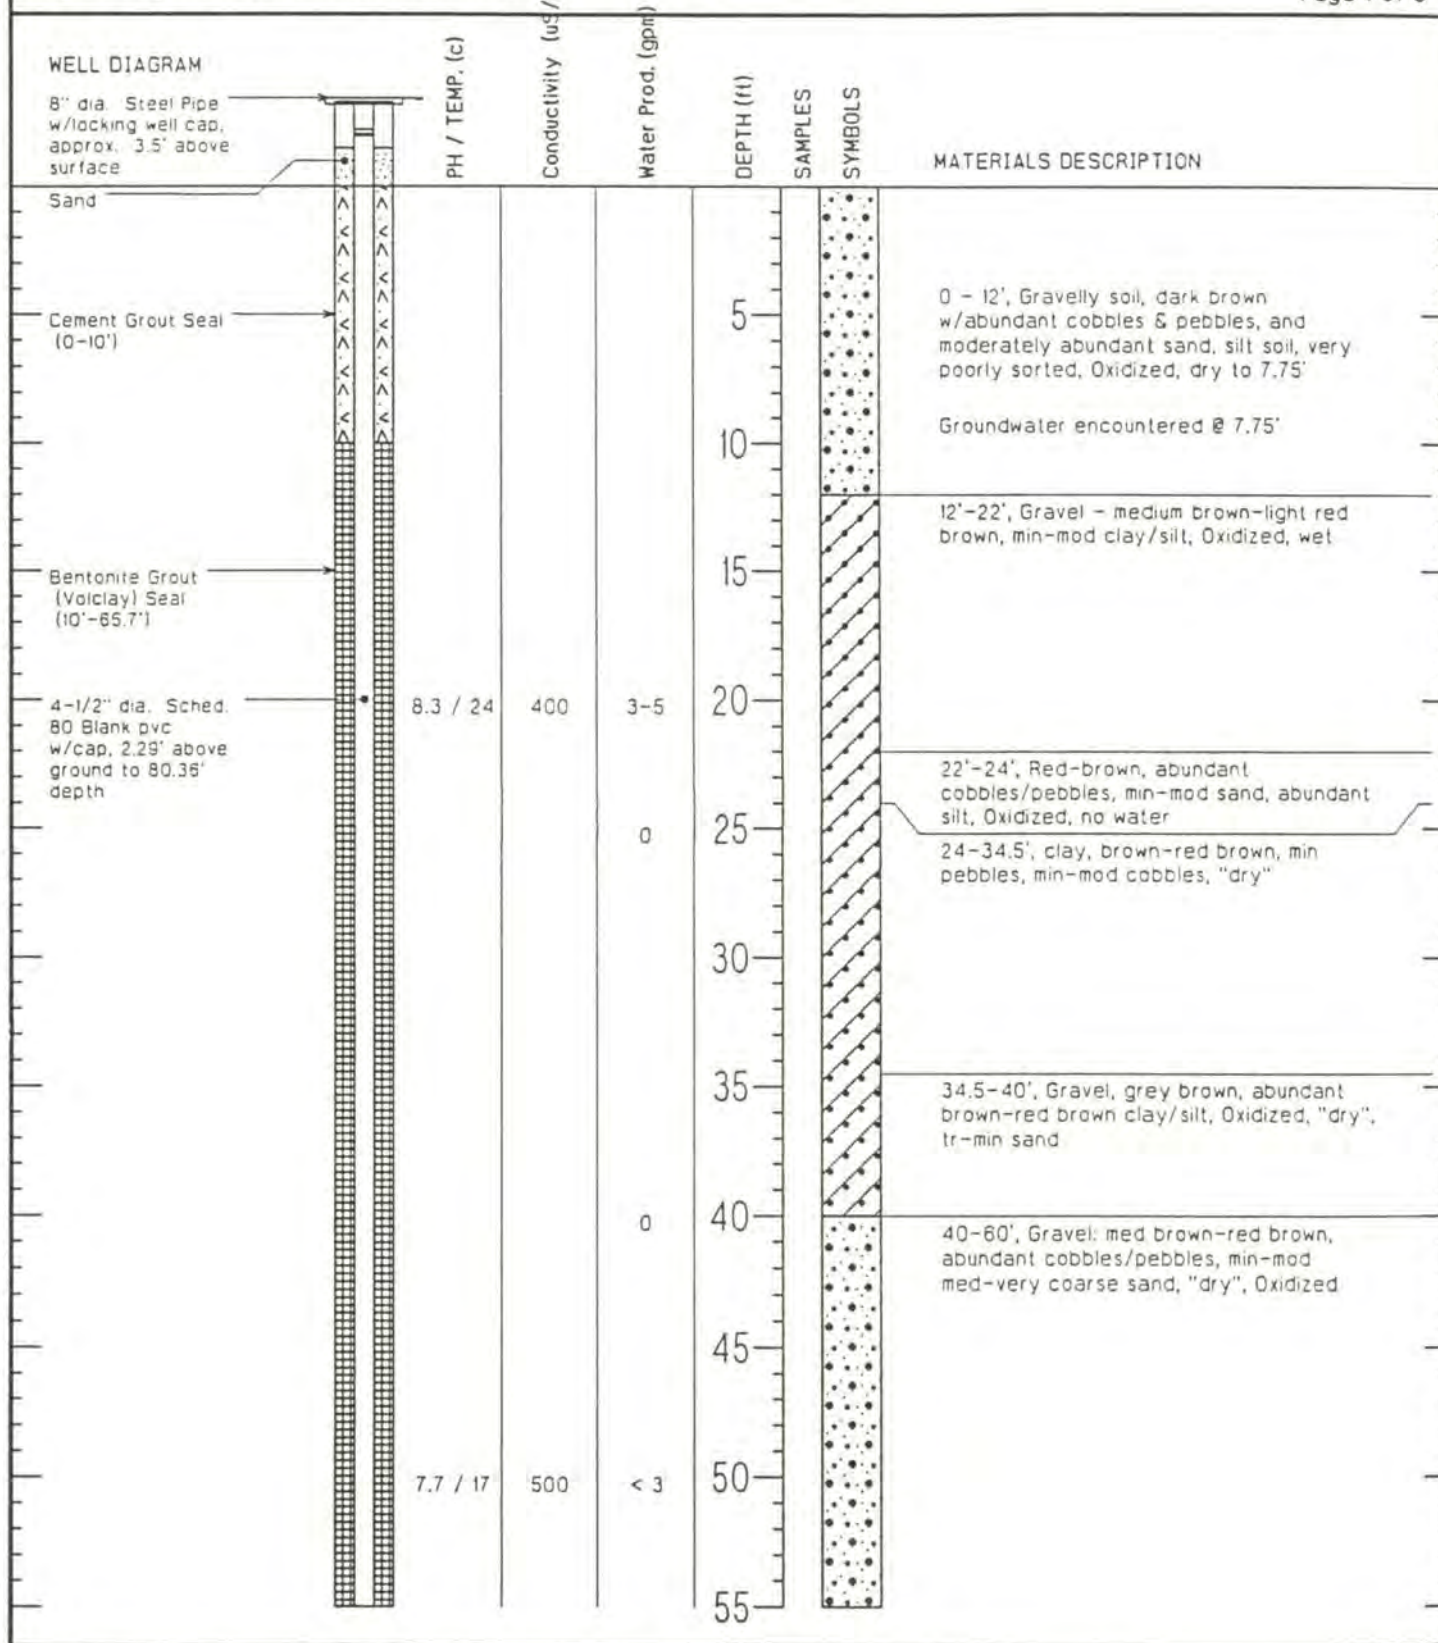 WELL DIAGRAM
8" dia. Steel Pipe
w/locking well cap,
approx. 3.5' above
surface
Sand
Cement Grout Seal
(0-10')
Bentonite Grout
(Volclay) Seal
(10'-65.7')
4-1/2" dia. Sched.
80 Blank pvc
w/cap, 2.29' above
ground to 80.36'
depth
PH / TEMP. (c)
8.3 / 24
7.7 / 17
Conductivity (uS/
400
500
Water Prod. (gpm)
3-5
0
0
< 3
DEPTH (ft)
5
10
15
20
25
30
35
40
45
50
55
SAMPLES
SYMBOLS
MATERIALS DESCRIPTION
0 - 12', Gravelly soil, dark brown
w/abundant cobbles & pebbles, and
moderately abundant sand, silt soil, very
poorly sorted, Oxidized, dry to 7.75'
Groundwater encountered @ 7.75'
12'-22', Gravel - medium brown-light red
brown, min-mod clay/silt, Oxidized, wet
22'-24', Red-brown, abundant
cobbles/pebbles, min-mod sand, abundant
silt, Oxidized, no water
24-34.5', clay, brown-red brown, min
pebbles, min-mod cobbles, "dry"
34.5-40', Gravel, grey brown, abundant
brown-red brown clay/silt, Oxidized, "dry",
tr-min sand
40-60', Gravel: med brown-red brown,
abundant cobbles/pebbles, min-mod
med-very coarse sand, "dry", Oxidized